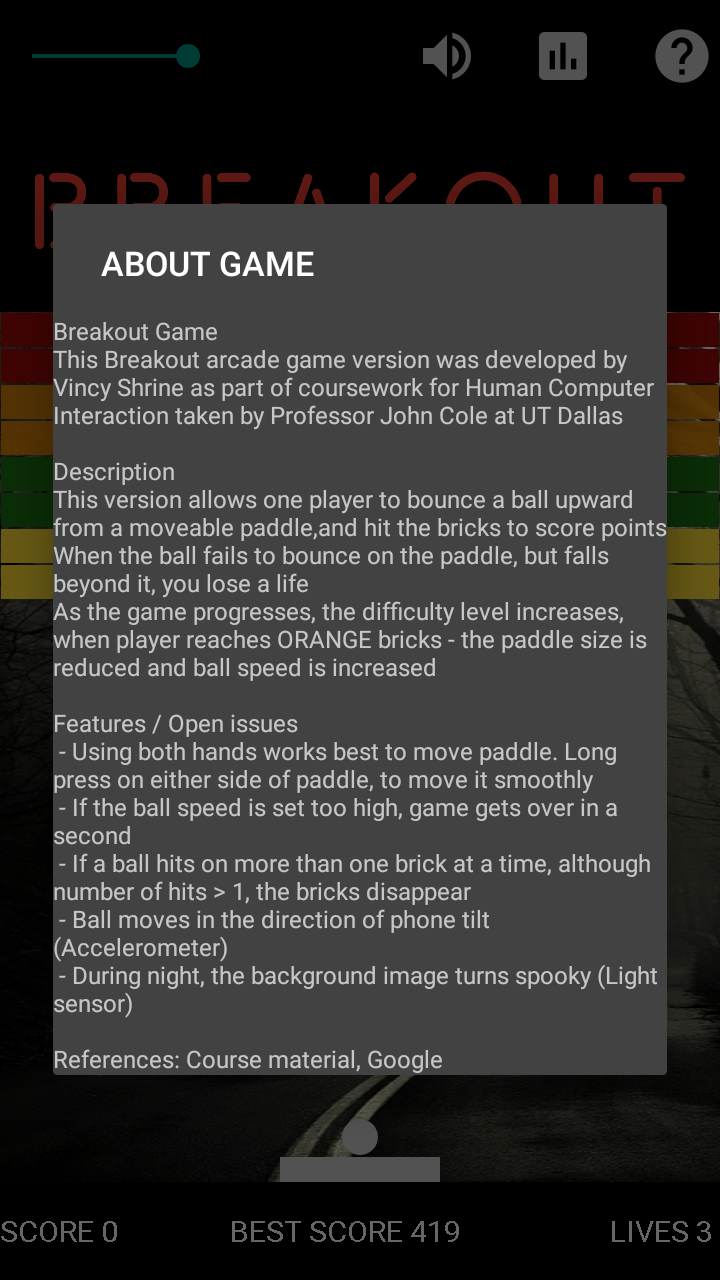 BREAKOUT
ABOUT GAME
Breakout Game
This Breakout arcade game version was developed by
Vincy Shrine as part of coursework for Human Computer
Interaction taken by Professor John Cole at UT Dallas
Description
This version allows one player to bounce a ball upward
from a moveable paddle,and hit the bricks to score points
When the ball fails to bounce on the paddle, but falls
beyond it, you lose a life
As the game progresses, the difficulty level increases,
when player reaches ORANGE bricks - the paddle size is
reduced and ball speed is increased
Features / Open issues
- Using both hands works best to move paddle. Long
press on either side of paddle, to move it smoothly
- If the ball speed is set too high, game gets over in a
second
- If a ball hits on more than one brick at a time, although
number of hits > 1, the bricks disappear
- Ball moves in the direction of phone tilt
(Accelerometer)
- During night, the background image turns spooky (Light
sensor)
References: Course material, Google
SCORE 0 BEST SCORE 419 LIVES 3